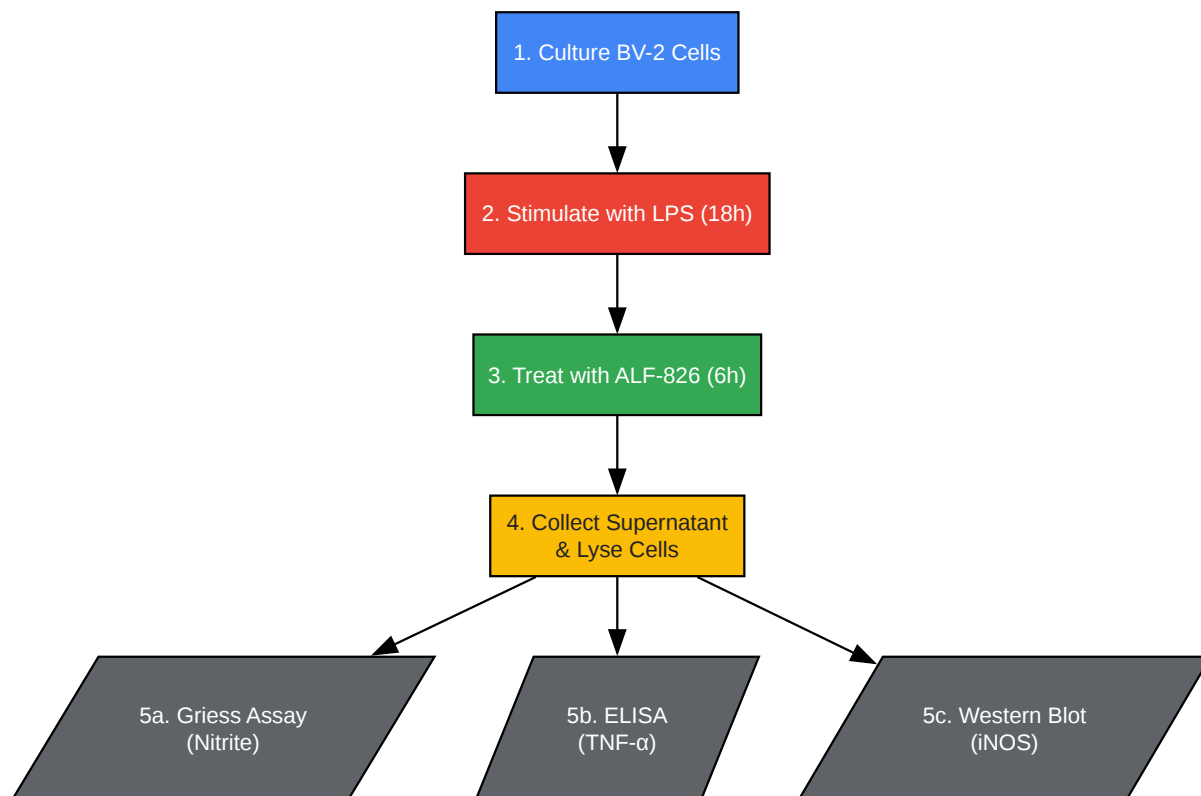 1. Culture BV-2 Cells
2. Stimulate with LPS (18h)
3. Treat with ALF-826 (6h)
4. Collect Supernatant
& Lyse Cells
5a. Griess Assay
(Nitrite)
5b. ELISA
(TNF-α)
5c. Western Blot
(iNOS)